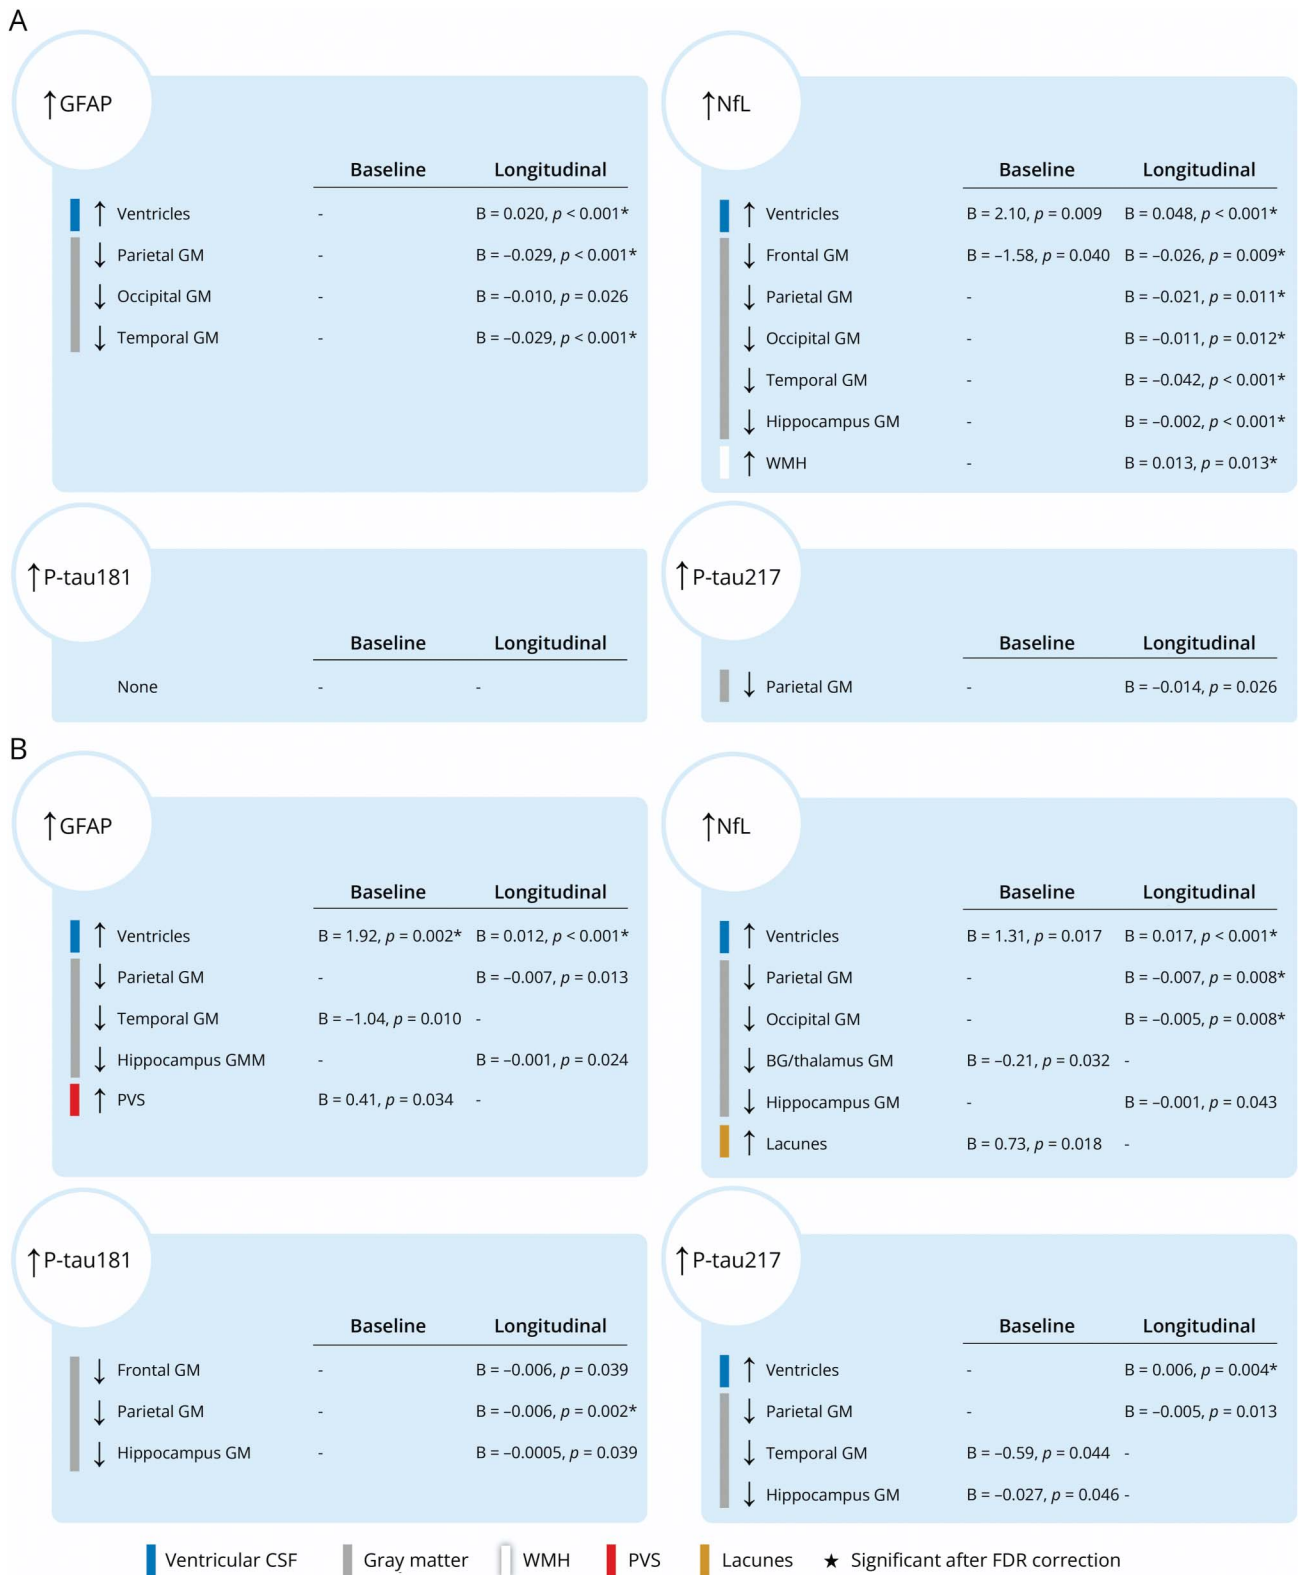 A
↑GFAP
Baseline Longitudinal
↑ Ventricles - B = 0.020, p < 0.001*
↓ Parietal GM - B = –0.029, p < 0.001*
↓ Occipital GM - B = –0.010, p = 0.026
↓ Temporal GM - B = –0.029, p < 0.001*
↑NfL
Baseline Longitudinal
↑ Ventricles B = 2.10, p = 0.009 B = 0.048, p < 0.001*
↓ Frontal GM B = –1.58, p = 0.040 B = –0.026, p = 0.009*
↓ Parietal GM - B = –0.021, p = 0.011*
↓ Occipital GM - B = –0.011, p = 0.012*
↓ Temporal GM - B = –0.042, p < 0.001*
↓ Hippocampus GM - B = –0.002, p < 0.001*
↑ WMH - B = 0.013, p = 0.013*
↑P-tau181
Baseline Longitudinal
None - -
↑P-tau217
Baseline Longitudinal
↓ Parietal GM - B = –0.014, p = 0.026
B
↑GFAP
Baseline Longitudinal
↑ Ventricles B = 1.92, p = 0.002* B = 0.012, p < 0.001*
↓ Parietal GM - B = –0.007, p = 0.013
↓ Temporal GM B = –1.04, p = 0.010 -
↓ Hippocampus GMM - B = –0.001, p = 0.024
↑ PVS B = 0.41, p = 0.034 -
↑NfL
Baseline Longitudinal
↑ Ventricles B = 1.31, p = 0.017 B = 0.017, p < 0.001*
↓ Parietal GM - B = –0.007, p = 0.008*
↓ Occipital GM - B = –0.005, p = 0.008*
↓ BG/thalamus GM B = –0.21, p = 0.032 -
↓ Hippocampus GM - B = –0.001, p = 0.043
↑ Lacunes B = 0.73, p = 0.018 -
↑P-tau181
Baseline Longitudinal
↓ Frontal GM - B = –0.006, p = 0.039
↓ Parietal GM - B = –0.006, p = 0.002*
↓ Hippocampus GM - B = –0.0005, p = 0.039
↑P-tau217
Baseline Longitudinal
↑ Ventricles - B = 0.006, p = 0.004*
↓ Parietal GM - B = –0.005, p = 0.013
↓ Temporal GM B = –0.59, p = 0.044 -
↓ Hippocampus GM B = –0.027, p = 0.046 -
Ventricular CSF Gray matter WMH PVS Lacunes ★ Significant after FDR correction